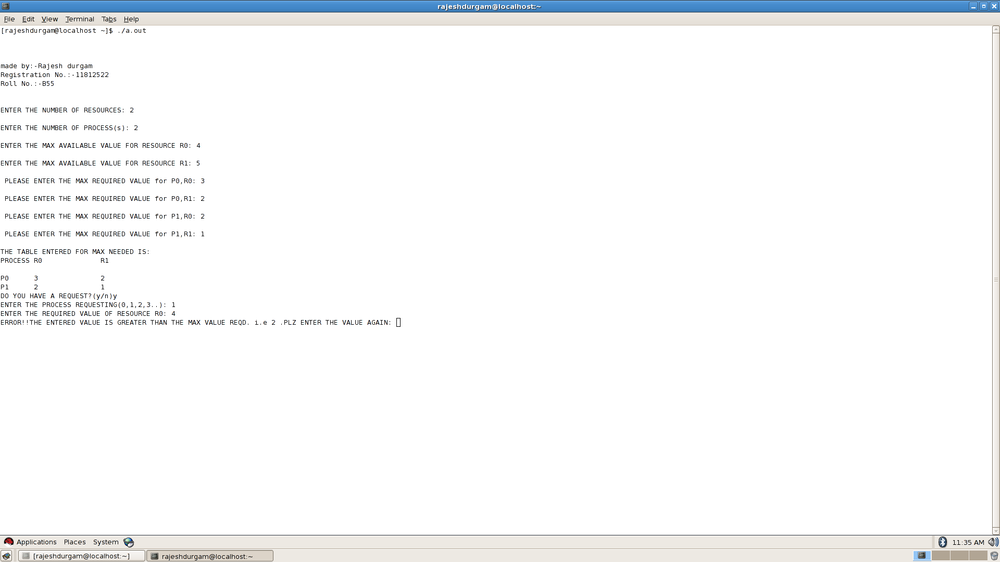 rajeshdurgam@localhost:~
File Edit View Terminal Tabs Help
[rajeshdurgam@localhost ~]$ ./a.out
made by:-Rajesh durgam
Registration No.:-11812522
Roll No.:-B55
ENTER THE NUMBER OF RESOURCES: 2
ENTER THE NUMBER OF PROCESS(s): 2
ENTER THE MAX AVAILABLE VALUE FOR RESOURCE R0: 4
ENTER THE MAX AVAILABLE VALUE FOR RESOURCE R1: 5
PLEASE ENTER THE MAX REQUIRED VALUE for P0,R0: 3
PLEASE ENTER THE MAX REQUIRED VALUE for P0,R1: 2
PLEASE ENTER THE MAX REQUIRED VALUE for P1,R0: 2
PLEASE ENTER THE MAX REQUIRED VALUE for P1,R1: 1
THE TABLE ENTERED FOR MAX NEEDED IS:
PROCESS R0 R1
P0 3 2
P1 2 1
DO YOU HAVE A REQUEST?(y/n)y
ENTER THE PROCESS REQUESTING(0,1,2,3..): 1
ENTER THE REQUIRED VALUE OF RESOURCE R0: 4
ERROR!!THE ENTERED VALUE IS GREATER THAN THE MAX VALUE REQD. i.e 2 .PLZ ENTER THE VALUE AGAIN:
Applications Places System 11:35 AM
[rajeshdurgam@localhost:~] rajeshdurgam@localhost:~